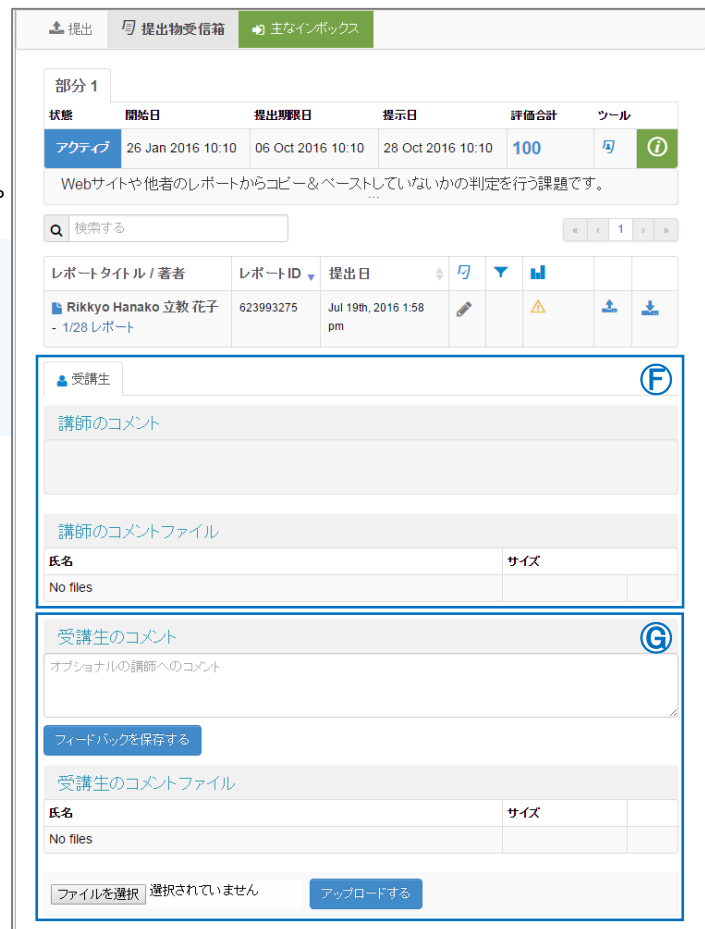 提出 提出物受信箱 主なインボックス
部分 1
状態 開始日 提出期限日 提示日 評価合計 ツール
アクティブ 26 Jan 2016 10:10 06 Oct 2016 10:10 28 Oct 2016 10:10 100
Webサイトや他者のレポートからコピー＆ペーストしていないかの判定を行う課題です。
...
。
検索する « ‹ 1 › »
レポートタイトル / 著者 レポートID 提出日
Rikkyo Hanako 立教 花子 623993275 Jul 19th, 2016 1:58
- 1/28 レポート pm
受講生 Ⓕ
講師のコメント
講師のコメントファイル
氏名 サイズ
No files
受講生のコメント Ⓖ
オプショナルの講師へのコメント
フィードバックを保存する
受講生のコメントファイル
氏名 サイズ
No files
ファイルを選択 選択されていません アップロードする